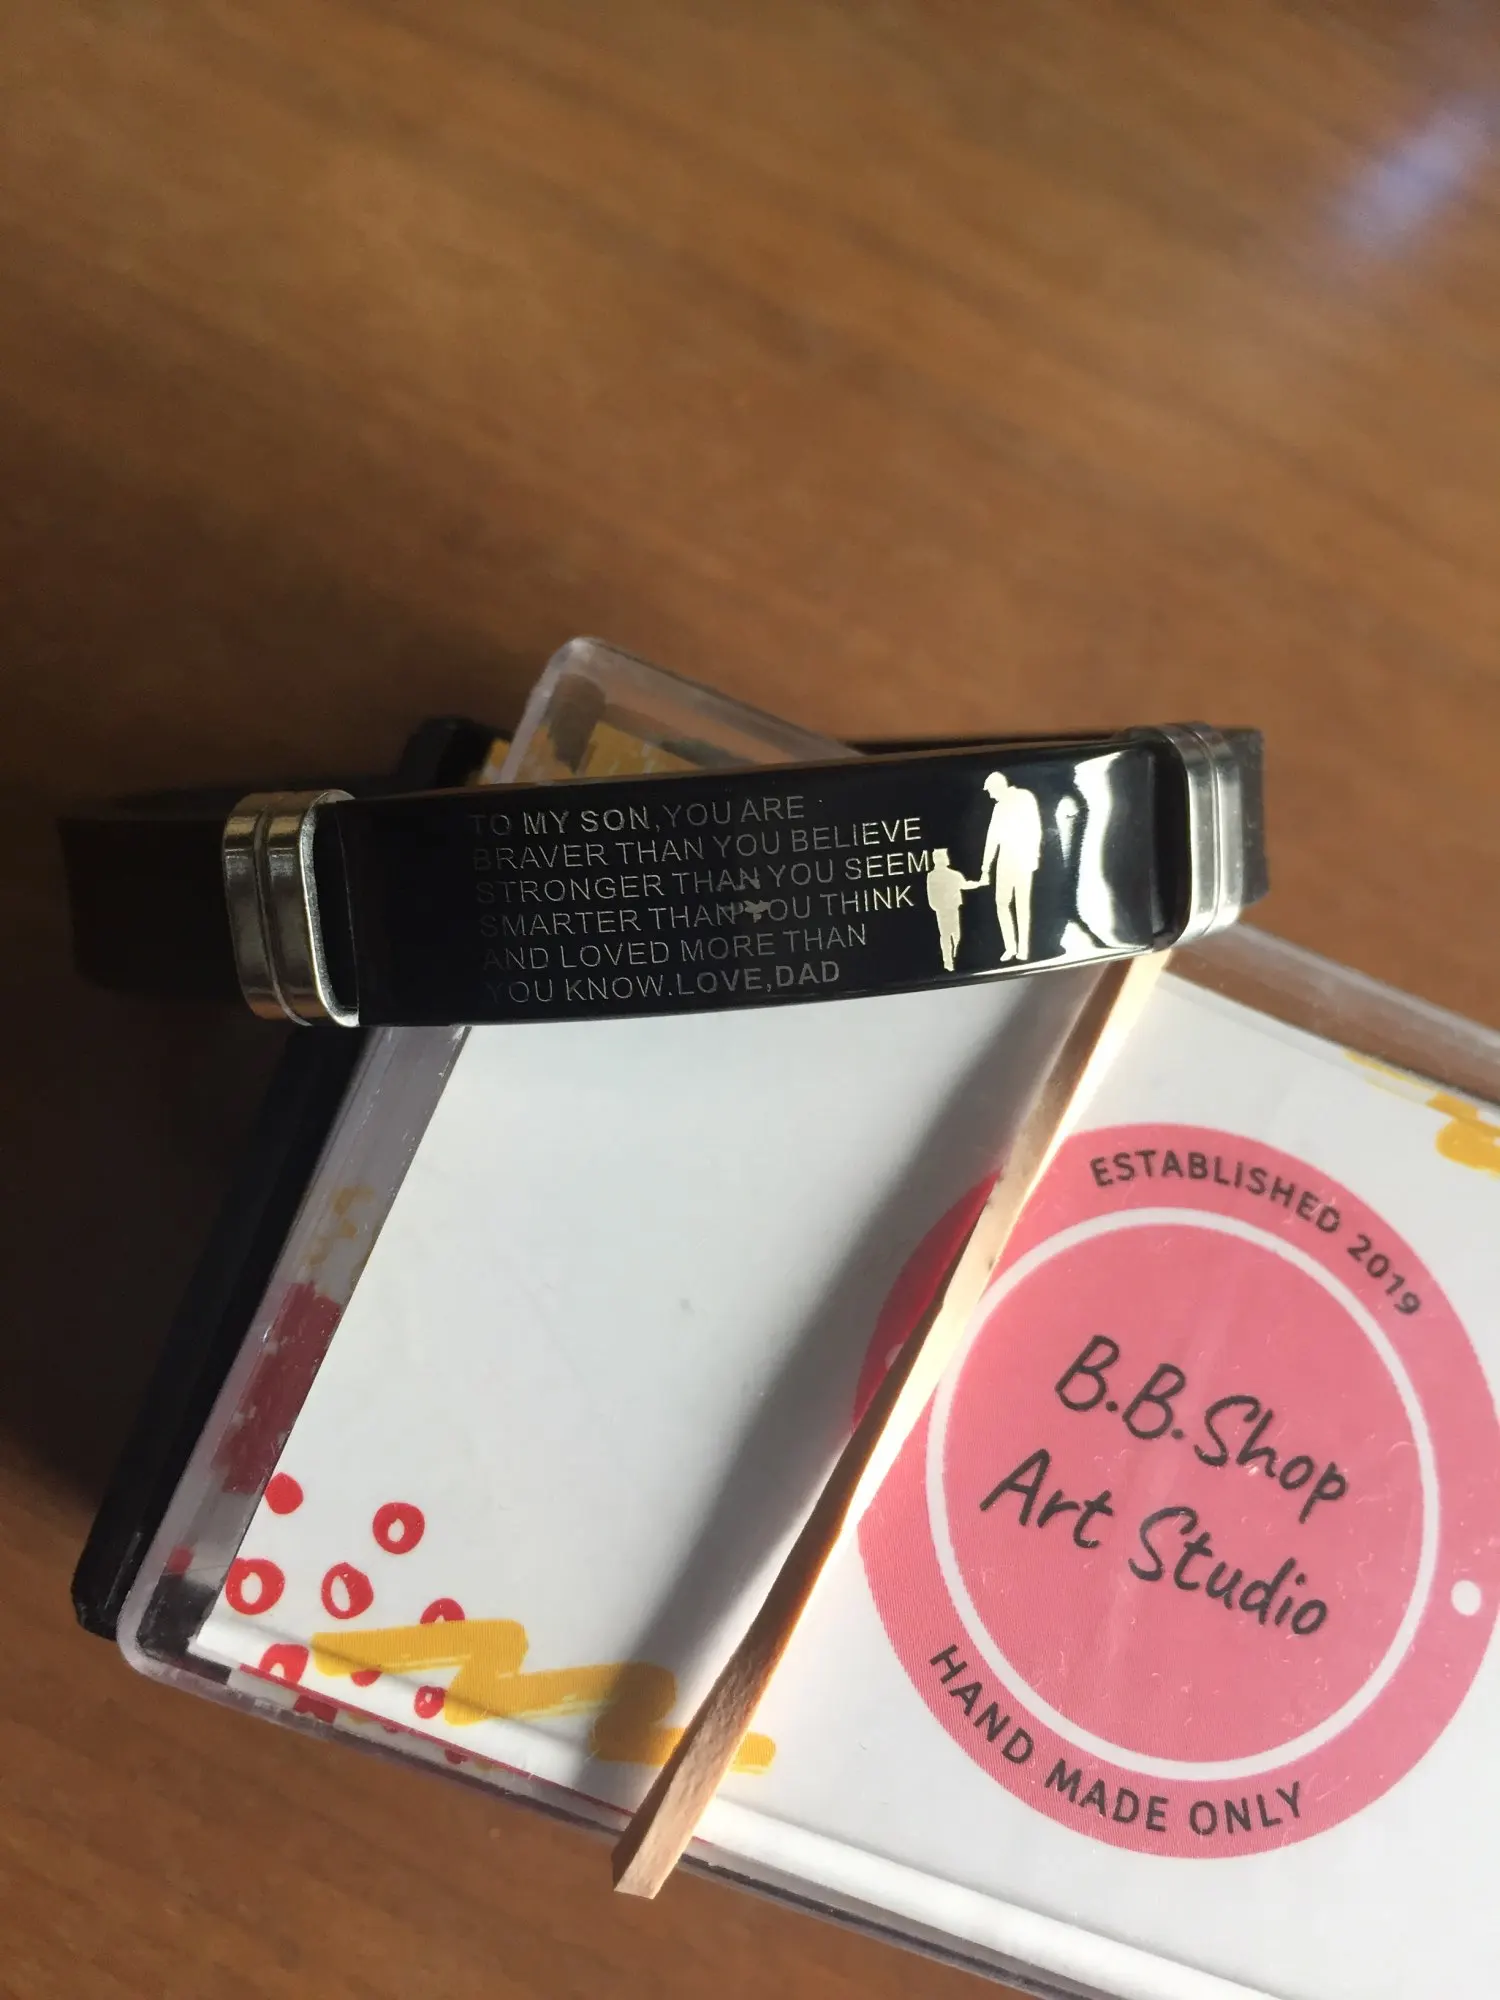 TO MY SON, YOU ARE
BRAVER THAN YOU BELIEVE
STRONGER THAN YOU SEEM
SMARTER THAN YOU THINK
AND LOVED MORE THAN
YOU KNOW.LOVE,DAD
ESTABLISHED 2019
B.B.Shop
Art Studio
HAND MADE ONLY